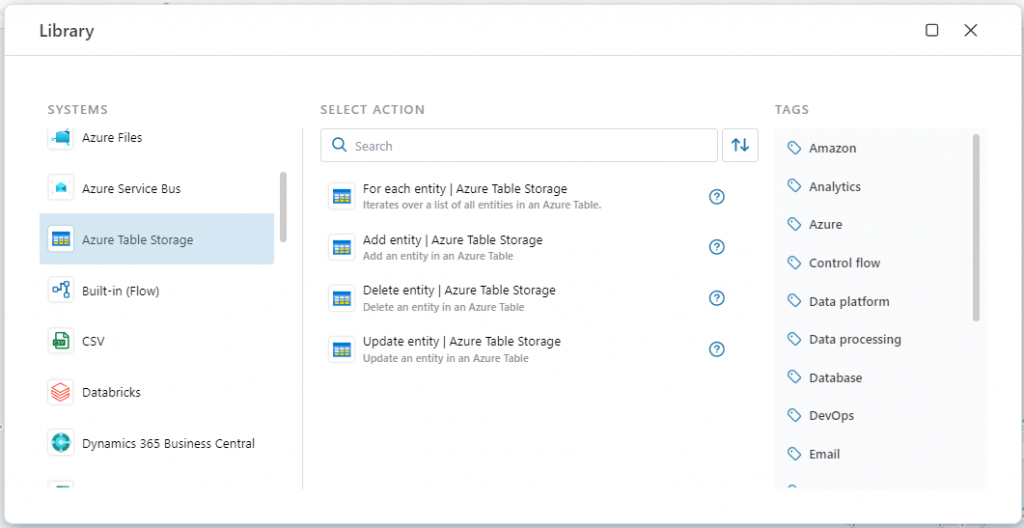 Library
SYSTEMS
Azure Files
Azure Service Bus
Azure Table Storage
Built-in (Flow)
CSV
Databricks
Dynamics 365 Business Central
SELECT ACTION
Search
For each entity | Azure Table Storage
Iterates over a list of all entities in an Azure Table.
Add entity | Azure Table Storage
Add an entity in an Azure Table
Delete entity | Azure Table Storage
Delete an entity in an Azure Table
Update entity | Azure Table Storage
Update an entity in an Azure Table
TAGS
Amazon
Analytics
Azure
Control flow
Data platform
Data processing
Database
DevOps
Email